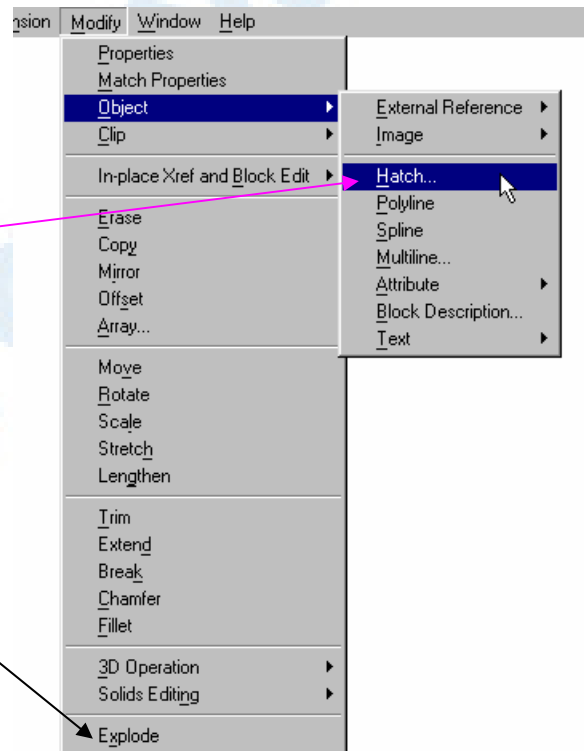 Modify Window Help
Properties
Match Properties
Object
Clip
In-place Xref and Block Edit
Erase
Copy
Mirror
Offset
Array...
Move
Rotate
Scale
Stretch
Lengthen
Trim
Extend
Break
Chamfer
Fillet
3D Operation
Solids Editing
Explode
External Reference
Image
Hatch...
Polyline
Spline
Multiline...
Attribute
Block Description...
Text